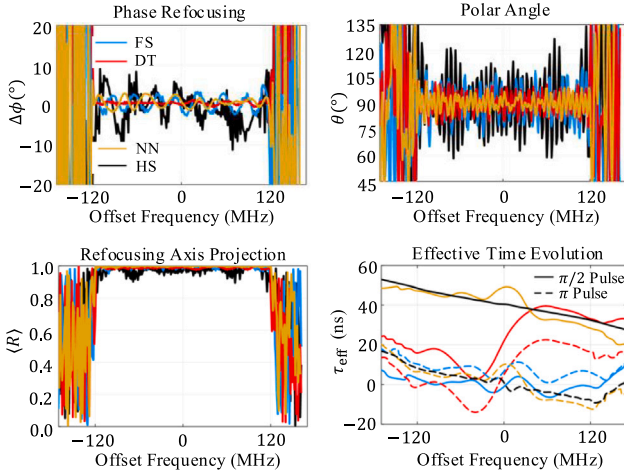 Phase Refocusing
20
10
0
−10
−20
Δϕ(°)
FS
DT
NN
HS
−120 0 120
Offset Frequency (MHz)
Polar Angle
135
120
105
90
75
60
45
θ(°)
−120 0 120
Offset Frequency (MHz)
Refocusing Axis Projection
1.0
0.8
0.6
0.4
0.2
0.0
⟨R⟩
−120 0 120
Offset Frequency (MHz)
Effective Time Evolution
60
40
20
0
−20
τeff (ns)
π/2 Pulse
π Pulse
−120 0 120
Offset Frequency (MHz)